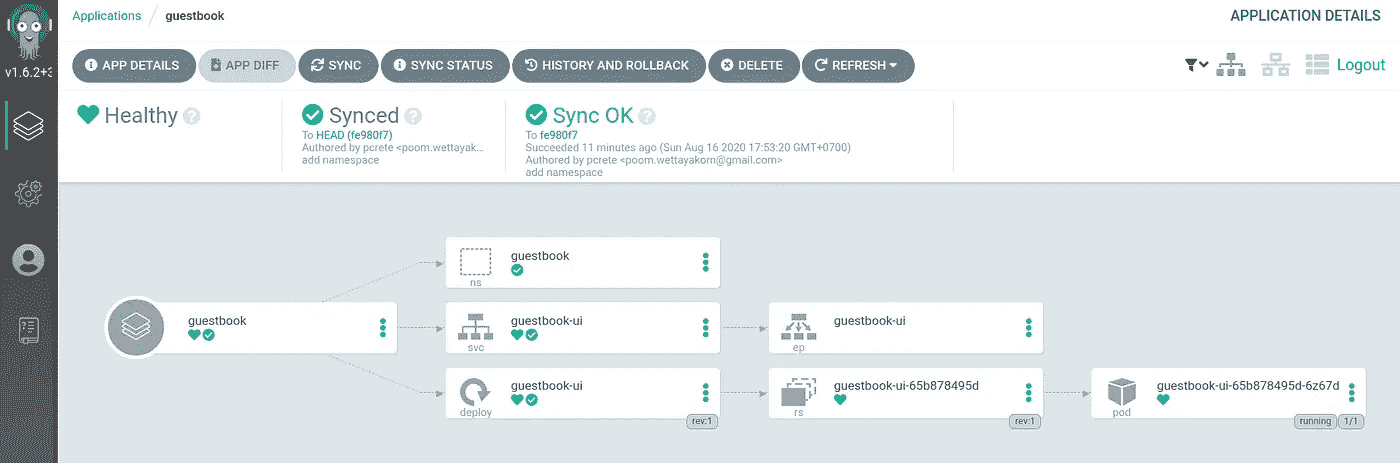 Applications / guestbook
APPLICATION DETAILS
v1.6.2+3
APP DETAILS
APP DIFF
SYNC
SYNC STATUS
HISTORY AND ROLLBACK
DELETE
REFRESH
Logout
Healthy ?
Synced ?
To HEAD (fe980f7)
Authored by pcrete <poom.wettayak...
add namespace
Sync OK ?
To fe980f7
Succeeded 11 minutes ago (Sun Aug 16 2020 17:53:20 GMT+0700)
Authored by pcrete <poom.wettayakorn@gmail.com>
add namespace
guestbook
guestbook
ns
guestbook-ui
svc
guestbook-ui
ep
guestbook-ui
deploy
rev:1
guestbook-ui-65b878495d
rs
rev:1
guestbook-ui-65b878495d-6z67d
pod
running 1/1